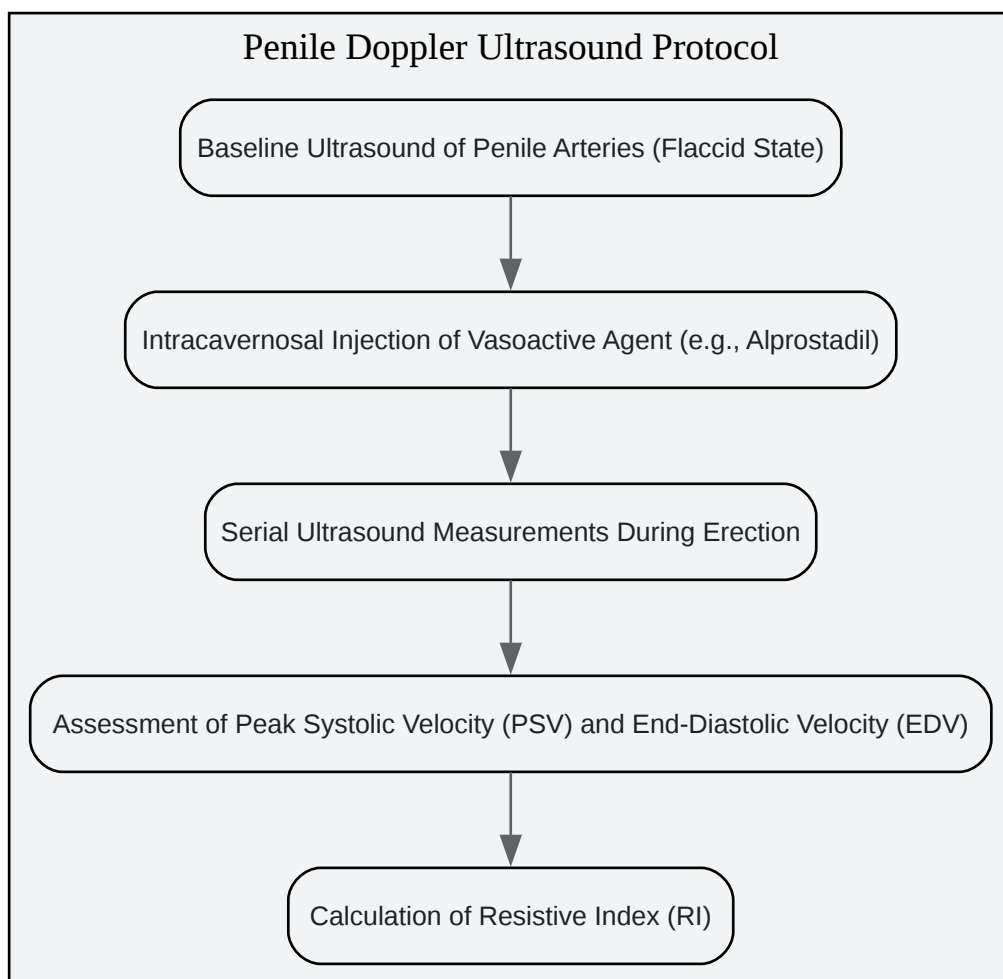 Penile Doppler Ultrasound Protocol
Baseline Ultrasound of Penile Arteries (Flaccid State)
Intracavernosal Injection of Vasoactive Agent (e.g., Alprostadil)
Serial Ultrasound Measurements During Erection
Assessment of Peak Systolic Velocity (PSV) and End-Diastolic Velocity (EDV)
Calculation of Resistive Index (RI)